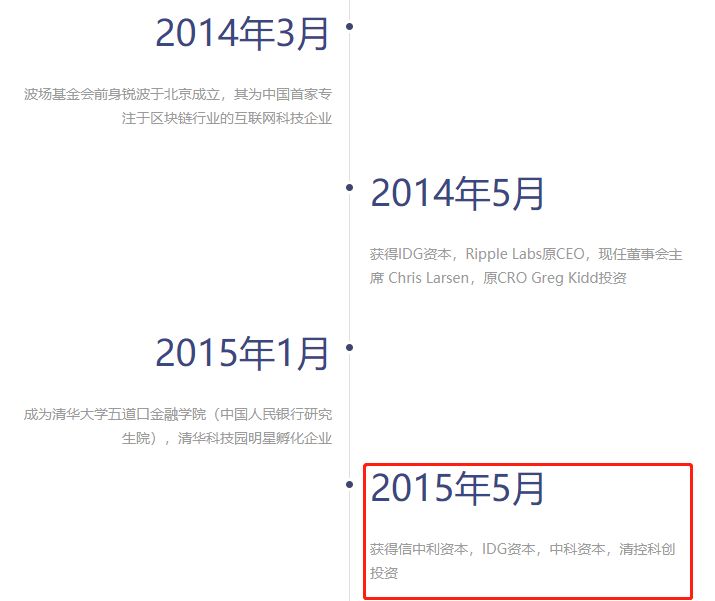 2014年3月
波场基金会前身锐波于北京成立，其为中国首家专
注于区块链行业的互联网科技企业
2014年5月
获得IDG资本，Ripple Labs原CEO，现任董事会主
席 Chris Larsen，原CRO Greg Kidd投资
2015年1月
成为清华大学五道口金融学院（中国人民银行研究
生院），清华科技园明星孵化企业
2015年5月
获得信中利资本，IDG资本，中科资本，清控科创
投资